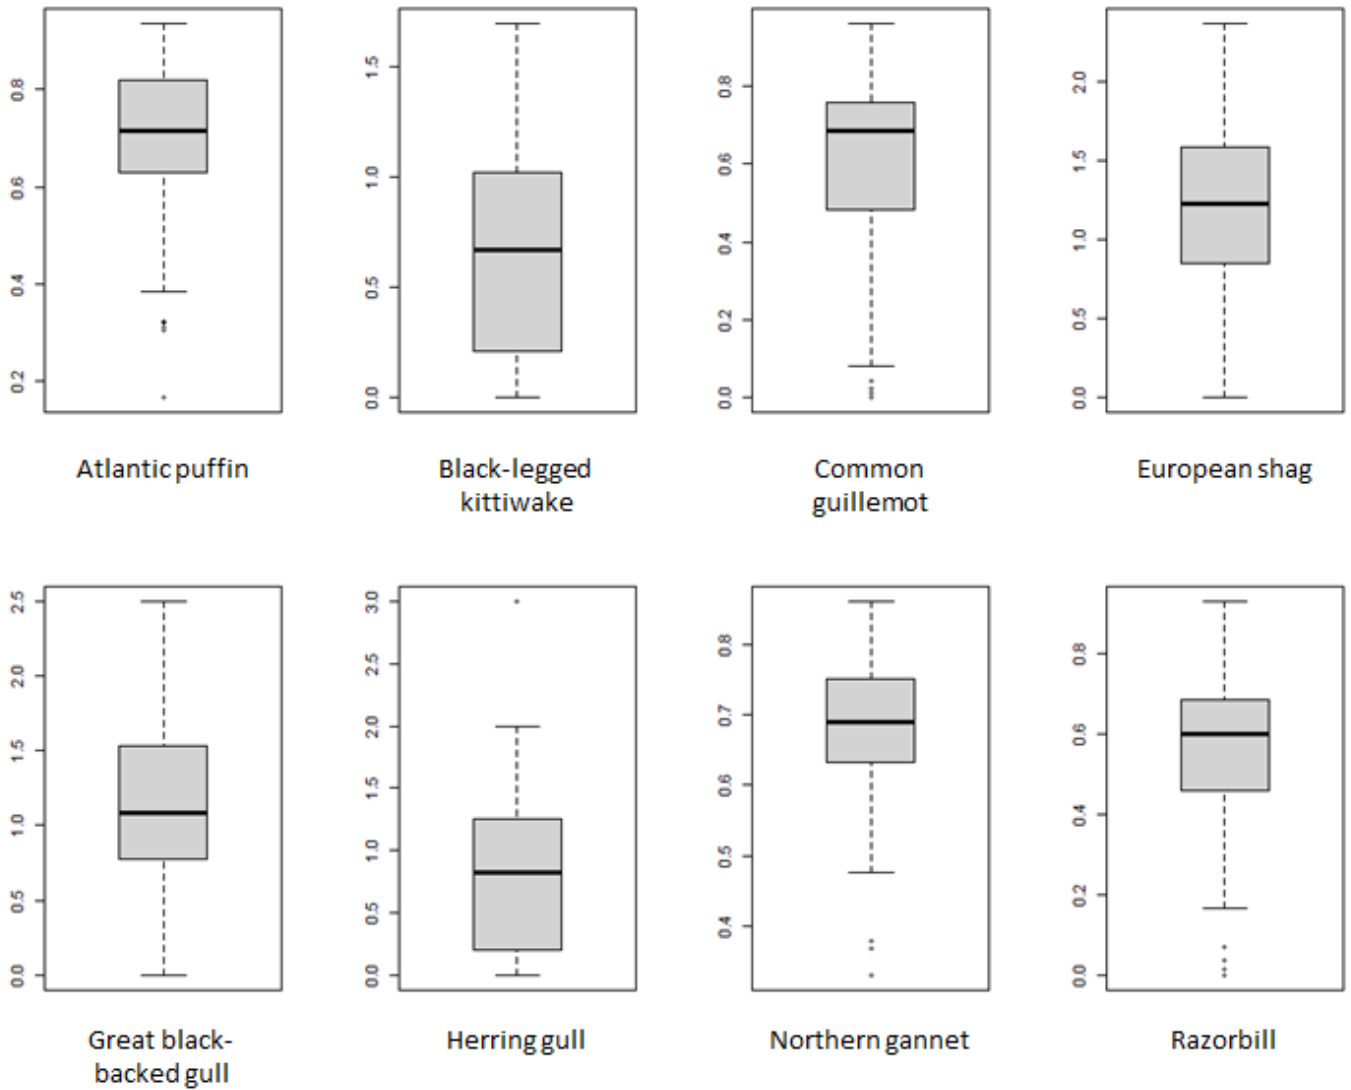 0.2 0.4 0.6 0.8
Atlantic puffin
0.0 0.5 1.0 1.5
Black-legged
kittiwake
0.0 0.2 0.4 0.6 0.8
Common
guillemot
0.0 0.5 1.0 1.5 2.0
European shag
0.0 0.5 1.0 1.5 2.0 2.5
Great black-
backed gull
0.0 0.5 1.0 1.5 2.0 2.5 3.0
Herring gull
0.4 0.5 0.6 0.7 0.8
Northern gannet
0.0 0.2 0.4 0.6 0.8
Razorbill